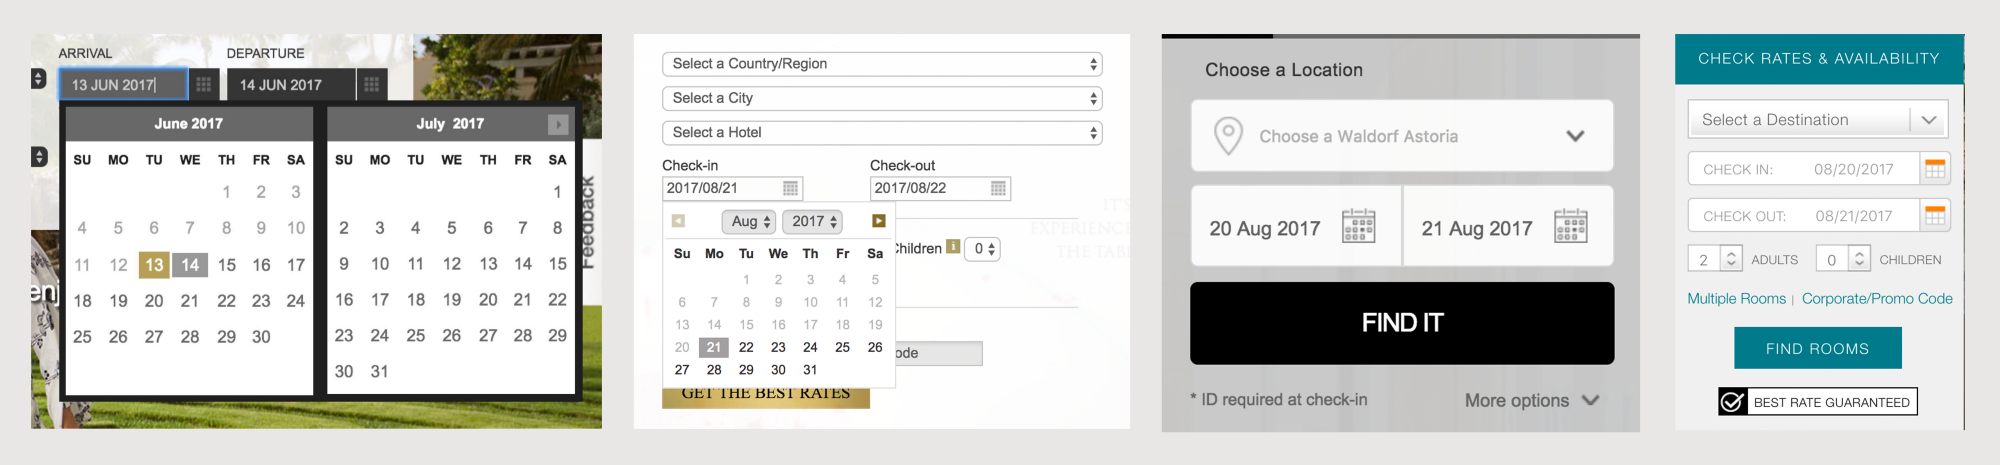 ARRIVAL DEPARTURE
13 JUN 2017 14 JUN 2017
June 2017 July 2017
SU MO TU WE TH FR SA SU MO TU WE TH FR SA
1 2 3 1
4 5 6 7 8 9 10 2 3 4 5 6 7 8
11 12 13 14 15 16 17 9 10 11 12 13 14 15
18 19 20 21 22 23 24 16 17 18 19 20 21 22
25 26 27 28 29 30 23 24 25 26 27 28 29
30 31
Feedback
enj
Select a Country/Region
Select a City
Select a Hotel
Check-in Check-out
2017/08/21 2017/08/22
Aug 2017
Su Mo Tu We Th Fr Sa
1 2 3 4 5
6 7 8 9 10 11 12
13 14 15 16 17 18 19
20 21 22 23 24 25 26
27 28 29 30 31
Children i 0
IT'S
EXPERIENC
THE TAB
ode
GET THE BEST RATES
Choose a Location
Choose a Waldorf Astoria
20 Aug 2017 21 Aug 2017
FIND IT
* ID required at check-in More options
CHECK RATES & AVAILABILITY
Select a Destination
CHECK IN: 08/20/2017
CHECK OUT: 08/21/2017
2 ADULTS 0 CHILDREN
Multiple Rooms | Corporate/Promo Code
FIND ROOMS
BEST RATE GUARANTEED